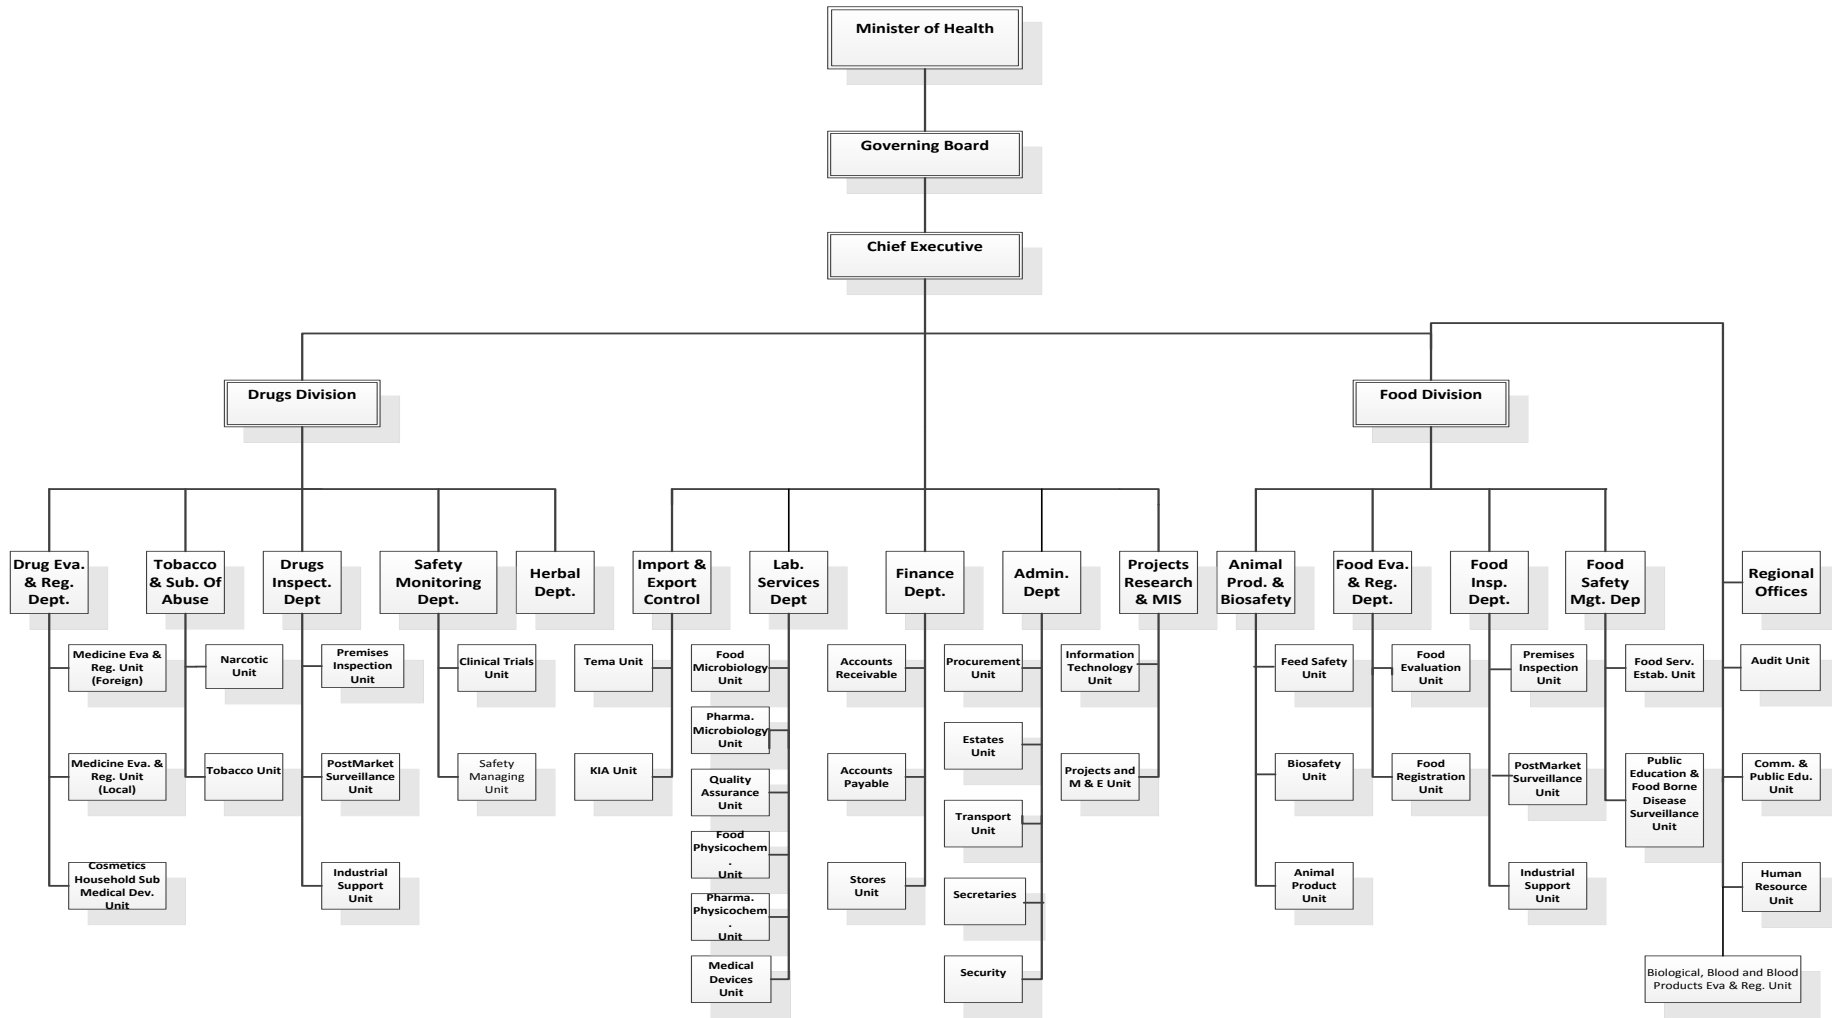 Minister of Health
Governing Board
Chief Executive
Drugs Division
Food Division
Drug Eva.
& Reg.
Dept.
Tobacco
& Sub. Of
Abuse
Drugs
Inspect.
Dept
Safety
Monitoring
Dept.
Herbal
Dept.
Import &
Export
Control
Lab.
Services
Dept
Finance
Dept.
Admin.
Dept
Projects
Research
& MIS
Animal
Prod. &
Biosafety
Food Eva.
& Reg.
Dept.
Food
Insp.
Dept.
Food
Safety
Mgt. Dep
Regional
Offices
Medicine Eva &
Reg. Unit
(Foreign)
Narcotic
Unit
Premises
Inspection
Unit
Clinical Trials
Unit
Tema Unit
Food
Microbiology
Unit
Accounts
Receivable
Procurement
Unit
Information
Technology
Unit
Feed Safety
Unit
Food
Evaluation
Unit
Premises
Inspection
Unit
Food Serv.
Estab. Unit
Audit Unit
Pharma.
Microbiology
Unit
Estates
Unit
Medicine Eva. &
Reg. Unit
(Local)
Tobacco Unit
PostMarket
Surveillance
Unit
Safety
Managing
Unit
KIA Unit
Quality
Assurance
Unit
Accounts
Payable
Projects and
M & E Unit
Biosafety
Unit
Food
Registration
Unit
PostMarket
Surveillance
Unit
Public
Education &
Food Borne
Disease
Surveillance
Unit
Comm. &
Public Edu.
Unit
Transport
Unit
Food
Physicochem
.
Unit
Cosmetics
Household Sub
Medical Dev.
Unit
Industrial
Support
Unit
Pharma.
Physicochem
.
Unit
Stores
Unit
Secretaries
Animal
Product
Unit
Industrial
Support
Unit
Human
Resource
Unit
Medical
Devices
Unit
Security
Biological, Blood and Blood
Products Eva & Reg. Unit